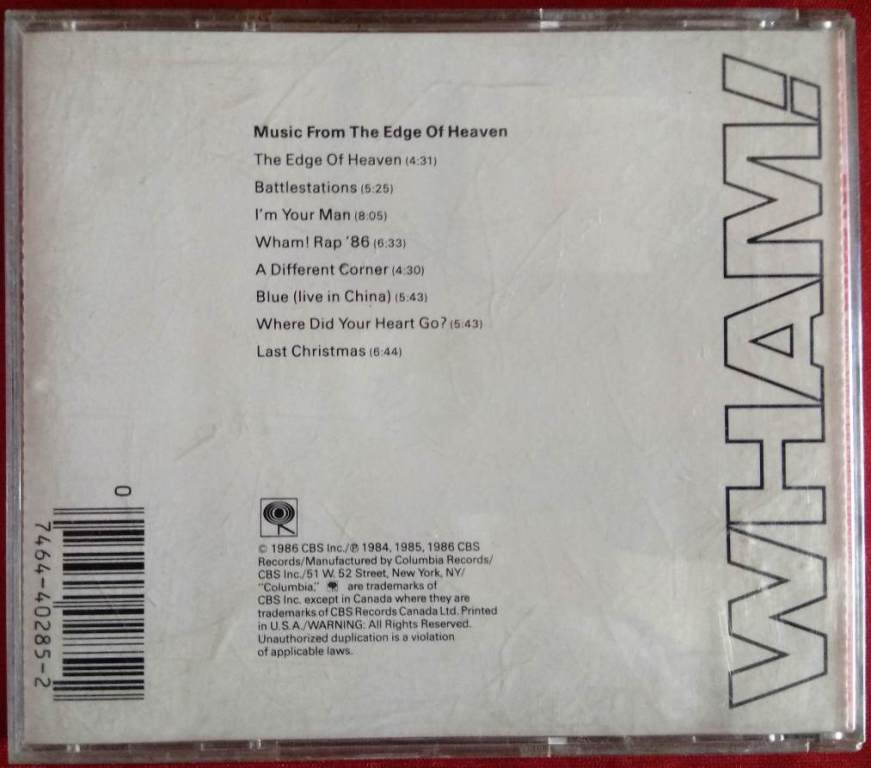 Music From The Edge Of Heaven
The Edge Of Heaven (4:31)
Battlestations (5:25)
I'm Your Man (8:05)
Wham! Rap '86 (6:33)
A Different Corner (4:30)
Blue (live in China) (5:43)
Where Did Your Heart Go? (5:43)
Last Christmas (6:44)
WHAM!
0
7464-40285-2
© 1986 CBS Inc./℗ 1984, 1985, 1986 CBS
Records/Manufactured by Columbia Records/
CBS Inc./51 W. 52 Street, New York, NY/
"Columbia," are trademarks of
CBS Inc. except in Canada where they are
trademarks of CBS Records Canada Ltd. Printed
in U.S.A./WARNING: All Rights Reserved.
Unauthorized duplication is a violation
of applicable laws.